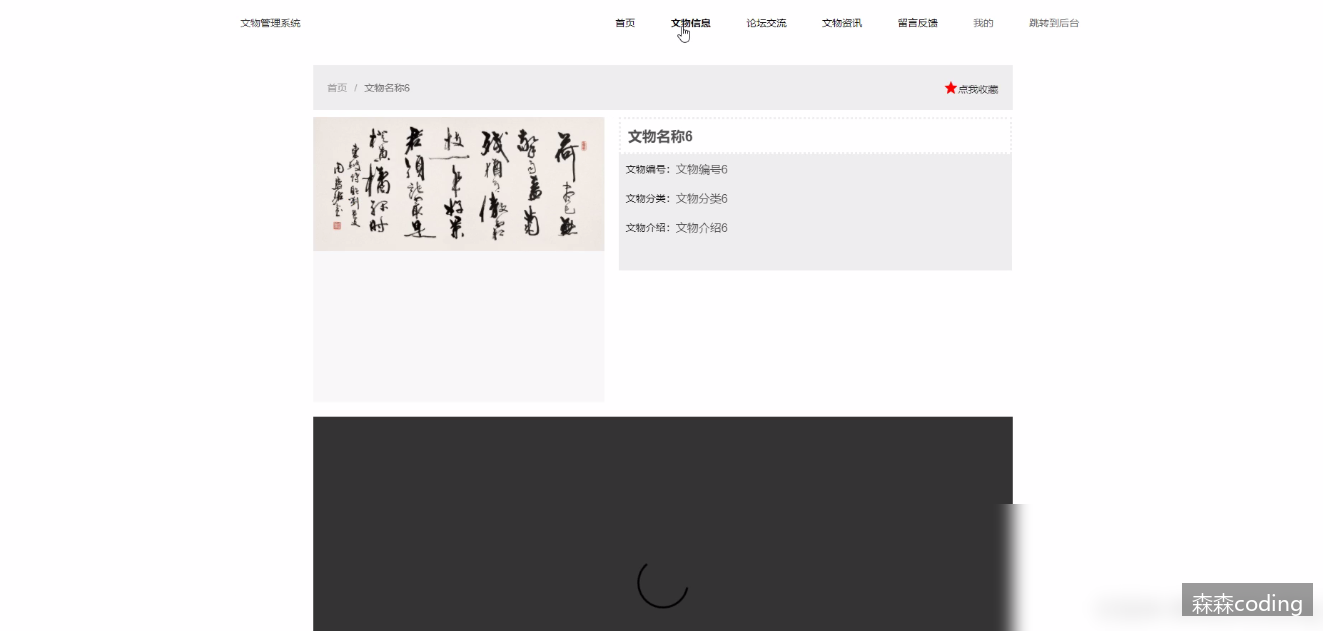 文物管理系统
首页 文物信息 论坛交流 文物资讯 留言反馈 我的 跳转到后台
首页 / 文物名称6
点我收藏
荷尽已无
擎雨盖菊
残犹有傲霜
枝一年好景
君须记最是
橙黄橘绿时
文物名称6
文物编号：文物编号6
文物分类：文物分类6
文物介绍：文物介绍6
森森coding